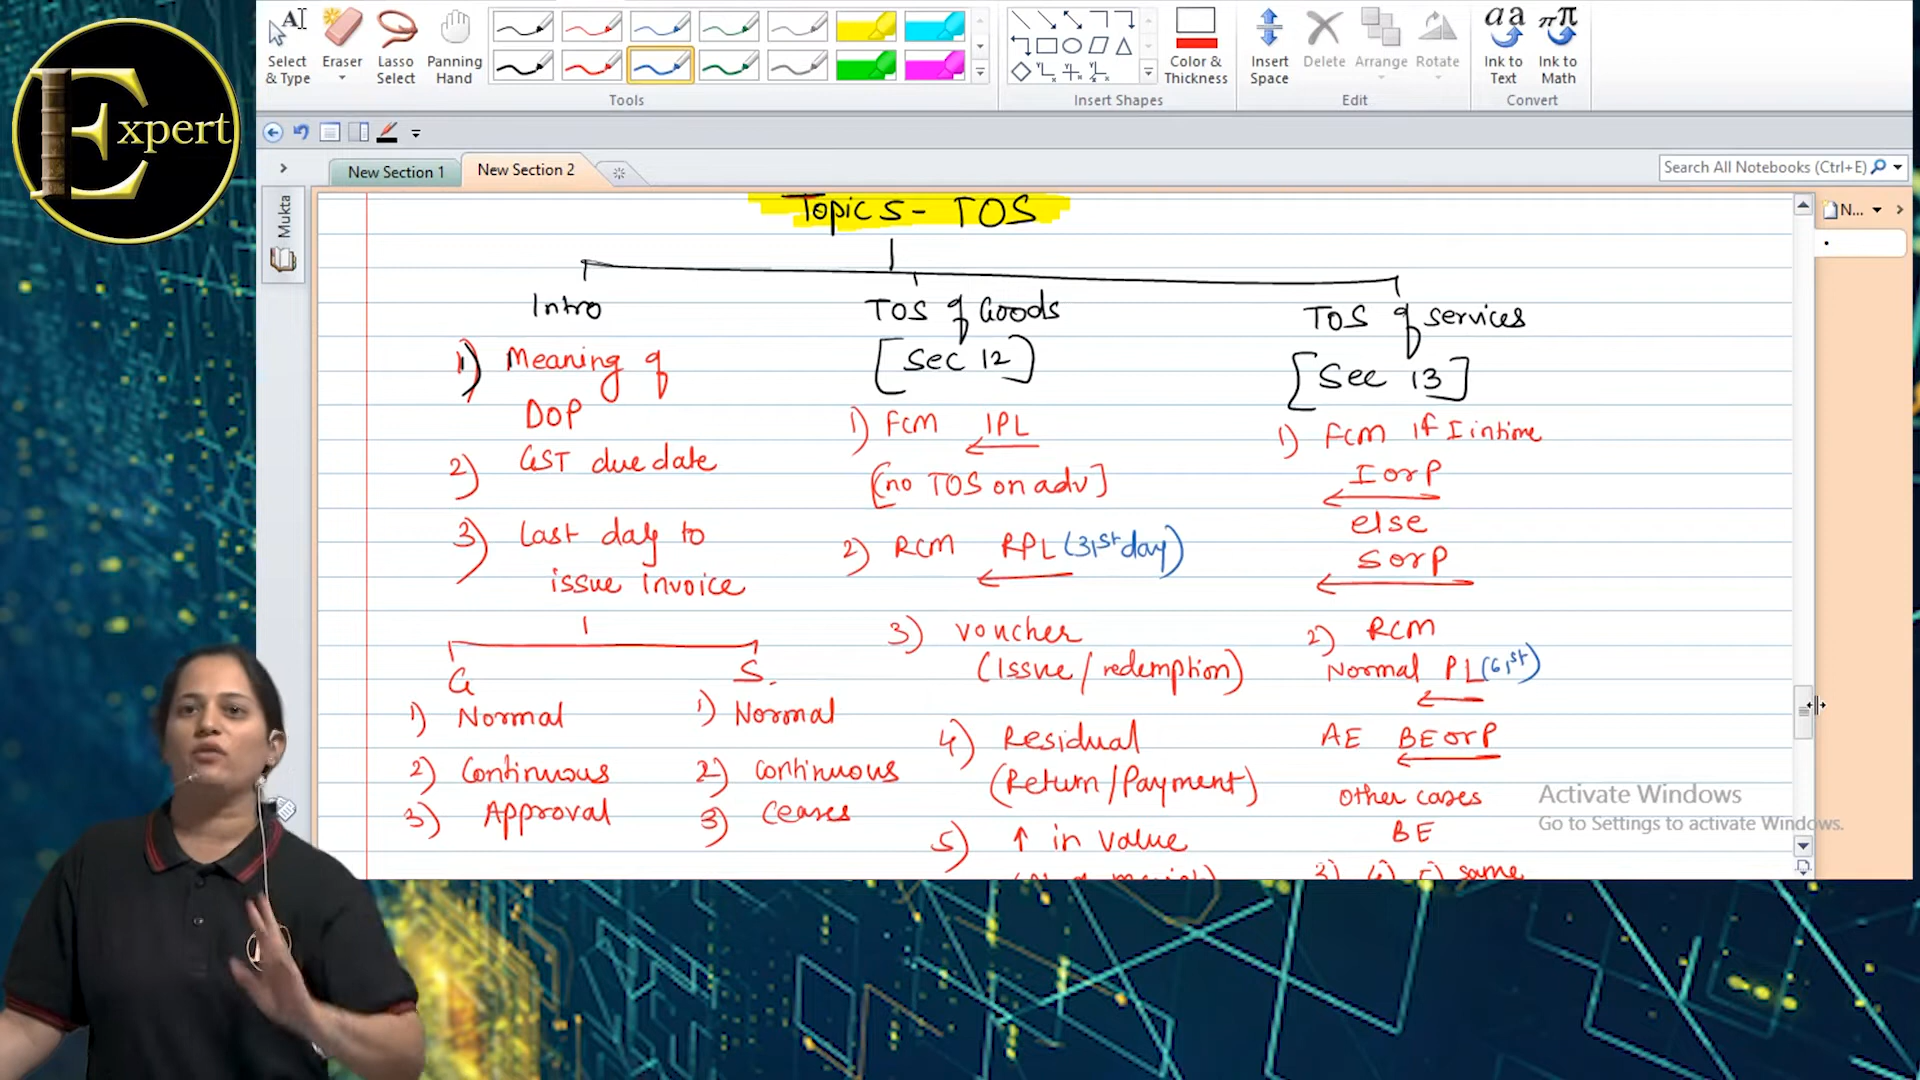 Expert
Select & Type
Eraser
Lasso Select
Panning Hand
Tools
Insert Shapes
Color & Thickness
Insert Space
Delete
Arrange
Rotate
Edit
Ink to Text
Ink to Math
Convert
New Section 1
New Section 2
Search All Notebooks (Ctrl+E)
Mukta
N...
Topic 5 - TOS
Intro
1) Meaning of
DOP
2) GST due date
3) Last day to
issue invoice
G
1) Normal
2) Continuous
3) Approval
S.
1) Normal
2) Continuous
3) Ceases
TOS of Goods
[Sec 12]
1) FCM IPL
[no TOS on adv]
2) RCM RPL (31st day)
3) Voucher
(Issue/redemption)
4) Residual
(Return/Payment)
5) ↑ in value
TOS of services
[Sec 13]
1) FCM If I intime
I or P
else
S or P
2) RCM
Normal PL (61st)
AE BE or P
Other cases
BE
3) 4) 5) same
Activate Windows
Go to Settings to activate Windows.